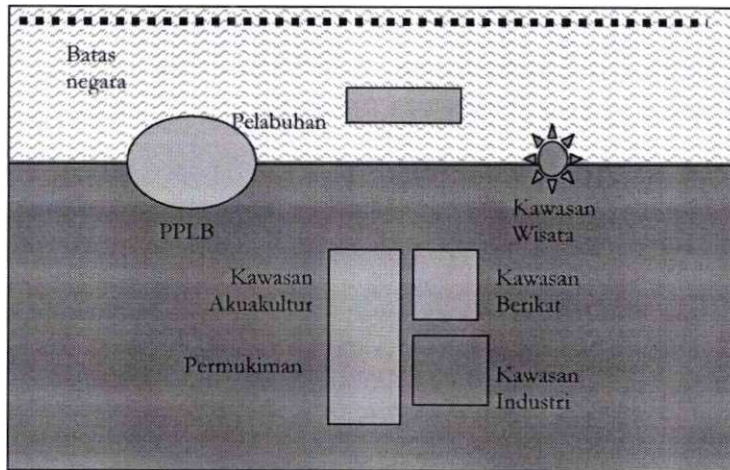 Batas
negara
Pelabuhan
PPLB
Kawasan
Wisata
Kawasan
Akuakultur
Kawasan
Berikat
Permukiman
Kawasan
Industri